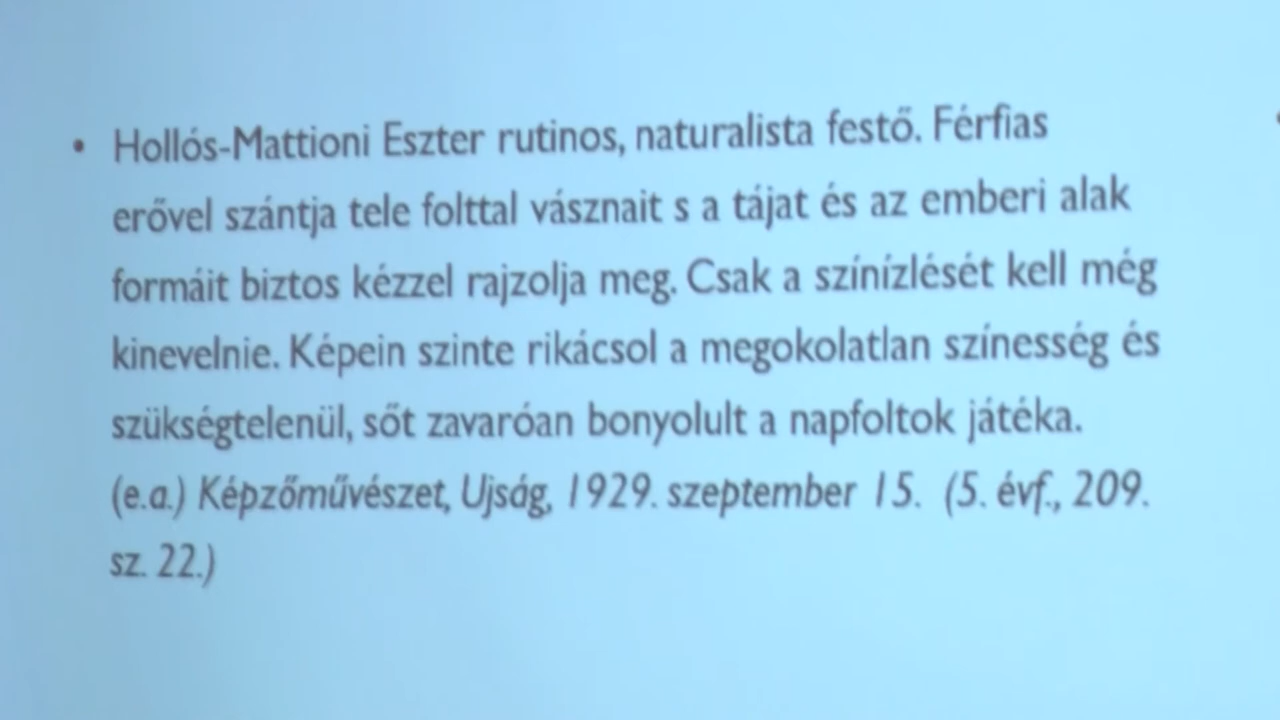 • Hollós-Mattioni Eszter rutinos, naturalista festő. Férfias
erővel szántja tele folttal vásznait s a tájat és az emberi alak
formáit biztos kézzel rajzolja meg. Csak a színízlését kell még
kinevelnie. Képein szinte rikácsol a megokolatlan színesség és
szükségtelenül, sőt zavaróan bonyolult a napfoltok játéka.
(e.a.) Képzőművészet, Ujság, 1929. szeptember 15. (5. évf., 209.
sz. 22.)